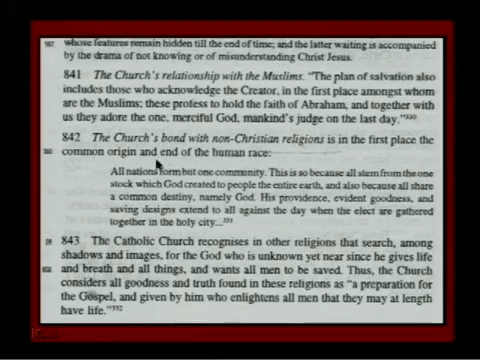 587 whose features remain hidden till the end of time; and the latter waiting is accompanied
by the drama of not knowing or of misunderstanding Christ Jesus.
841 The Church's relationship with the Muslims. "The plan of salvation also
includes those who acknowledge the Creator, in the first place amongst whom
are the Muslims; these profess to hold the faith of Abraham, and together with
us they adore the one, merciful God, mankind's judge on the last day."330
842 The Church's bond with non-Christian religions is in the first place the
360 common origin and end of the human race:
All nations form but one community. This is so because all stem from the one
stock which God created to people the entire earth, and also because all share
a common destiny, namely God. His providence, evident goodness, and
saving designs extend to all against the day when the elect are gathered
together in the holy city...331
28 843 The Catholic Church recognises in other religions that search, among
shadows and images, for the God who is unknown yet near since he gives life
856 and breath and all things, and wants all men to be saved. Thus, the Church
considers all goodness and truth found in these religions as "a preparation for
the Gospel, and given by him who enlightens all men that they may at length
have life."332